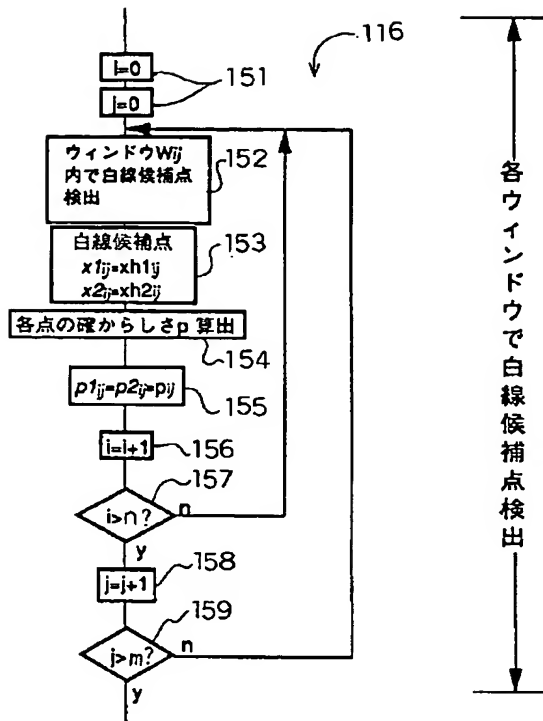 116
i=0
151
j=0
ウィンドウWij
内で白線候補点
検出
152
白線候補点
x1ij=xh1ij
x2ij=xh2ij
153
各点の確からしさp 算出
154
p1ij=p2ij=pij
155
i=i+1
156
157
i>n?
n
y
j=j+1
158
159
j>m?
n
y
各ウィンドウで白線候補点検出